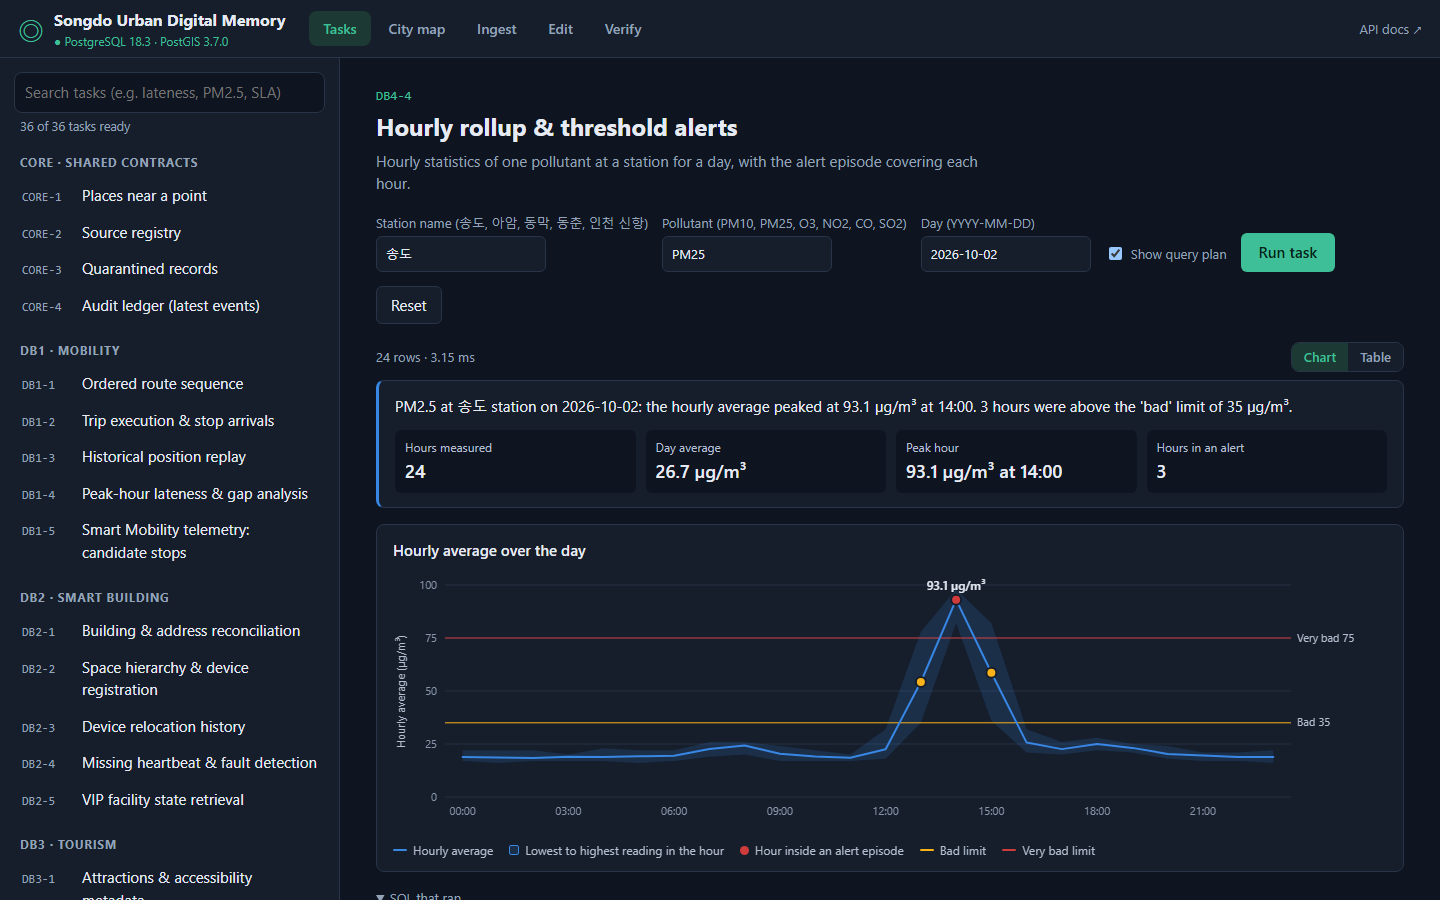 Songdo Urban Digital Memory
● PostgreSQL 18.3 · PostGIS 3.7.0
Tasks
City map
Ingest
Edit
Verify
API docs ↗
Search tasks (e.g. lateness, PM2.5, SLA)
36 of 36 tasks ready
CORE · SHARED CONTRACTS
CORE-1 Places near a point
CORE-2 Source registry
CORE-3 Quarantined records
CORE-4 Audit ledger (latest events)
DB1 · MOBILITY
DB1-1 Ordered route sequence
DB1-2 Trip execution & stop arrivals
DB1-3 Historical position replay
DB1-4 Peak-hour lateness & gap analysis
DB1-5 Smart Mobility telemetry:
candidate stops
DB2 · SMART BUILDING
DB2-1 Building & address reconciliation
DB2-2 Space hierarchy & device
registration
DB2-3 Device relocation history
DB2-4 Missing heartbeat & fault detection
DB2-5 VIP facility state retrieval
DB3 · TOURISM
DB3-1 Attractions & accessibility
metadata
DB4-4
Hourly rollup & threshold alerts
Hourly statistics of one pollutant at a station for a day, with the alert episode covering each
hour.
Station name (송도, 아암, 동막, 동춘, 인천 신항)
송도
Pollutant (PM10, PM25, O3, NO2, CO, SO2)
PM25
Day (YYYY-MM-DD)
2026-10-02
Show query plan
Run task
Reset
24 rows · 3.15 ms
Chart
Table
PM2.5 at 송도 station on 2026-10-02: the hourly average peaked at 93.1 µg/m³ at 14:00. 3 hours were above the 'bad' limit of 35 µg/m³.
Hours measured
24
Day average
26.7 µg/m³
Peak hour
93.1 µg/m³ at 14:00
Hours in an alert
3
Hourly average over the day
93.1 µg/m³
Hourly average (µg/m³)
100
75
50
25
0
Very bad 75
Bad 35
00:00 03:00 06:00 09:00 12:00 15:00 18:00 21:00
Hourly average
Lowest to highest reading in the hour
Hour inside an alert episode
Bad limit
Very bad limit
▼ SQL that ran